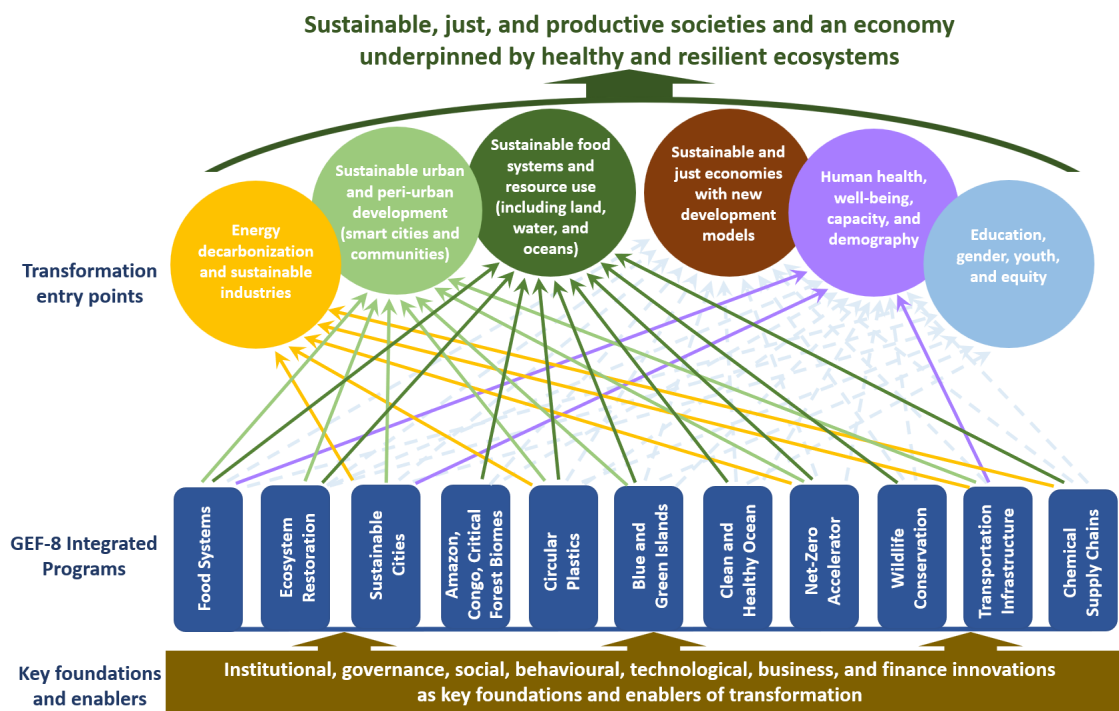 Sustainable, just, and productive societies and an economy
underpinned by healthy and resilient ecosystems
Transformation
entry points
Energy
decarbonization
and sustainable
industries
Sustainable urban
and peri-urban
development
(smart cities and
communities)
Sustainable food
systems and
resource use
(including land,
water, and
oceans)
Sustainable and
just economies
with new
development
models
Human health,
well-being,
capacity, and
demography
Education,
gender, youth,
and equity
GEF-8 Integrated
Programs
Food Systems
Ecosystem
Restoration
Sustainable
Cities
Amazon,
Congo, Critical
Forest Biomes
Circular
Plastics
Blue and
Green Islands
Clean and
Healthy Ocean
Net-Zero
Accelerator
Wildlife
Conservation
Transportation
Infrastructure
Chemical
Supply Chains
Key foundations
and enablers
Institutional, governance, social, behavioural, technological, business, and finance innovations
as key foundations and enablers of transformation